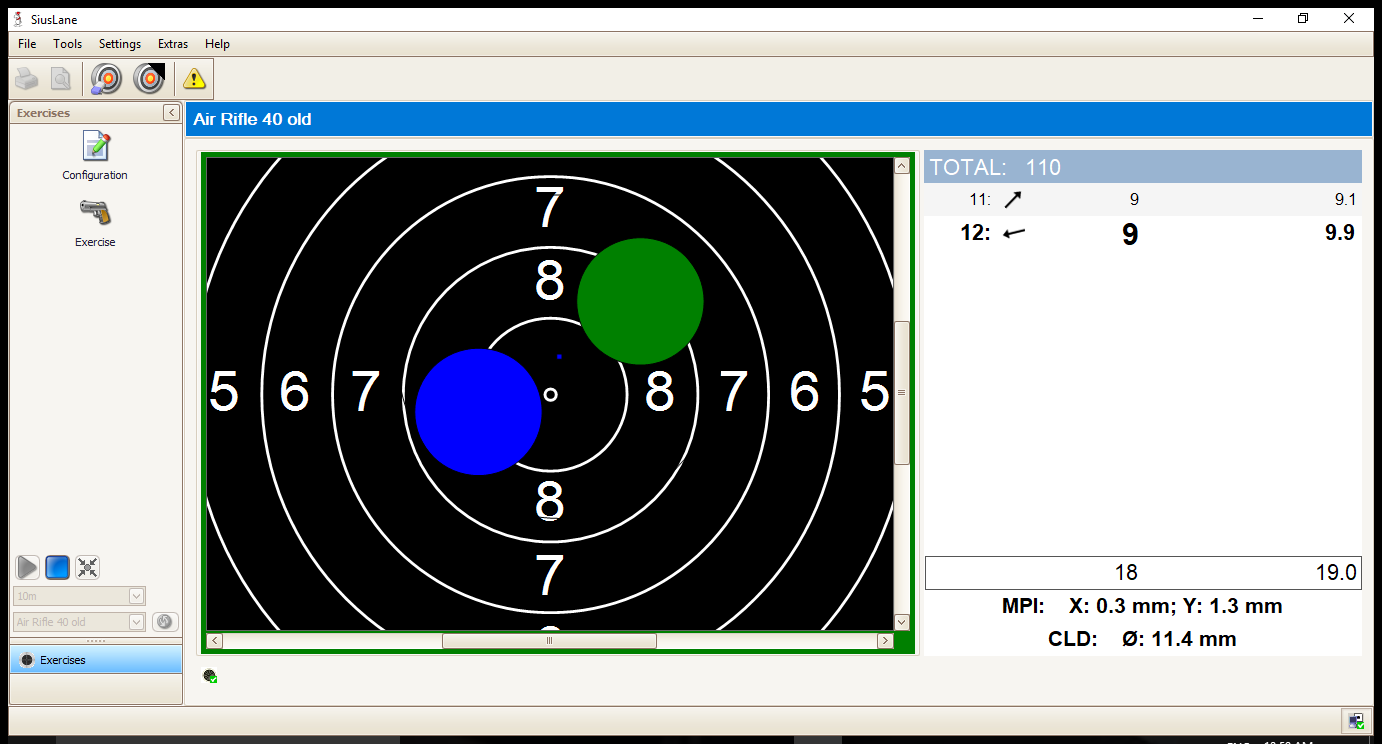 SiusLane
File Tools Settings Extras Help
Exercises
Configuration
Exercise
10m
Air Rifle 40 old
Exercises
Air Rifle 40 old
7
8
5 6 7 8 7 6 5
8
7
TOTAL: 110
11: 9 9.1
12: 9 9.9
18 19.0
MPI: X: 0.3 mm; Y: 1.3 mm
CLD: Ø: 11.4 mm